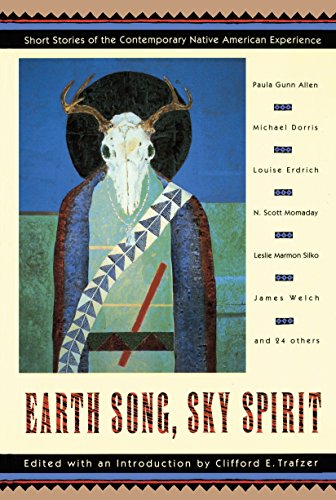 Short Stories of the Contemporary Native American Experience
Paula Gunn Allen
Michael Dorris
Louise Erdrich
N. Scott Momaday
Leslie Marmon Silko
James Welch
and 24 others
EARTH SONG, SKY SPIRIT
Edited with an Introduction by Clifford E. Trafzer